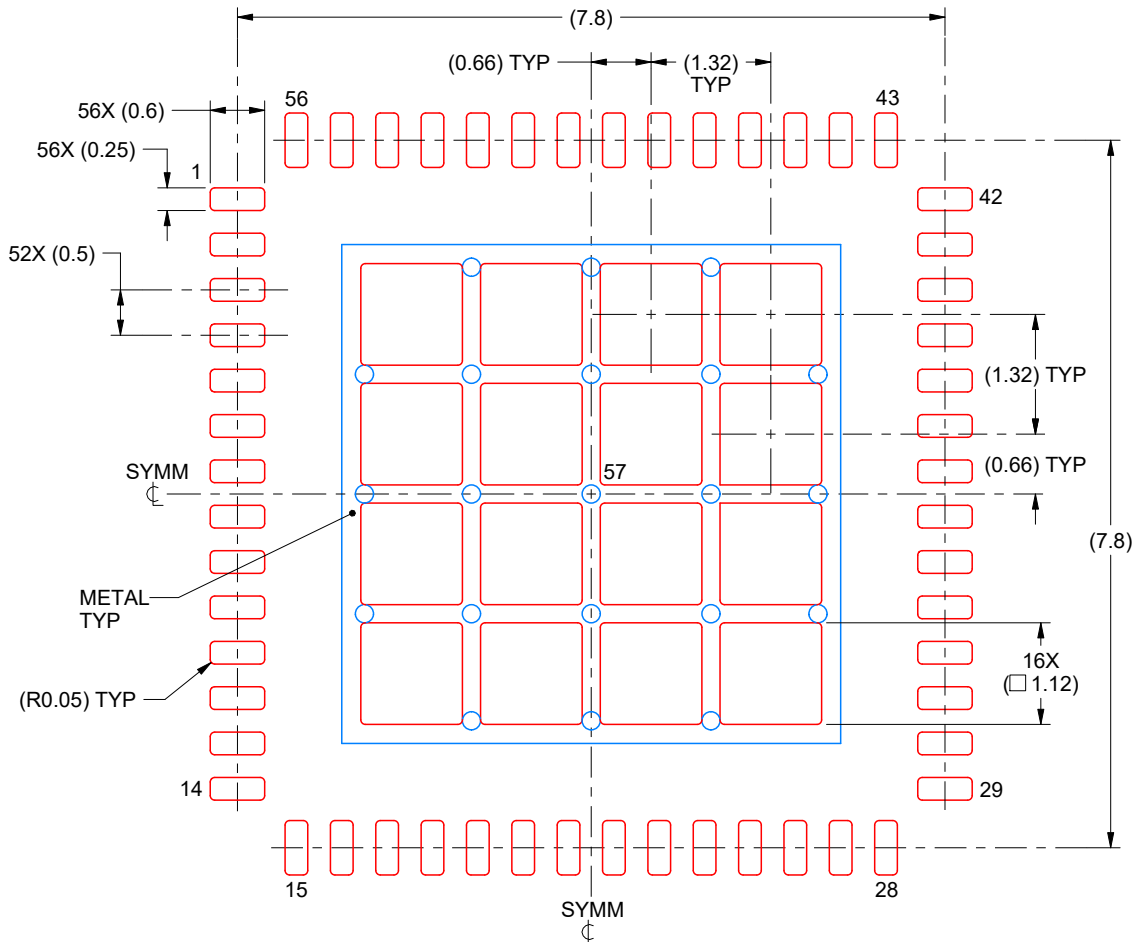 (7.8)
(0.66) TYP
(1.32)
TYP
56X (0.6)
56
43
56X (0.25)
1
42
52X (0.5)
(1.32) TYP
SYMM
℄
57
(0.66) TYP
(7.8)
METAL
TYP
16X
(□ 1.12)
(R0.05) TYP
14
29
15
28
SYMM
℄